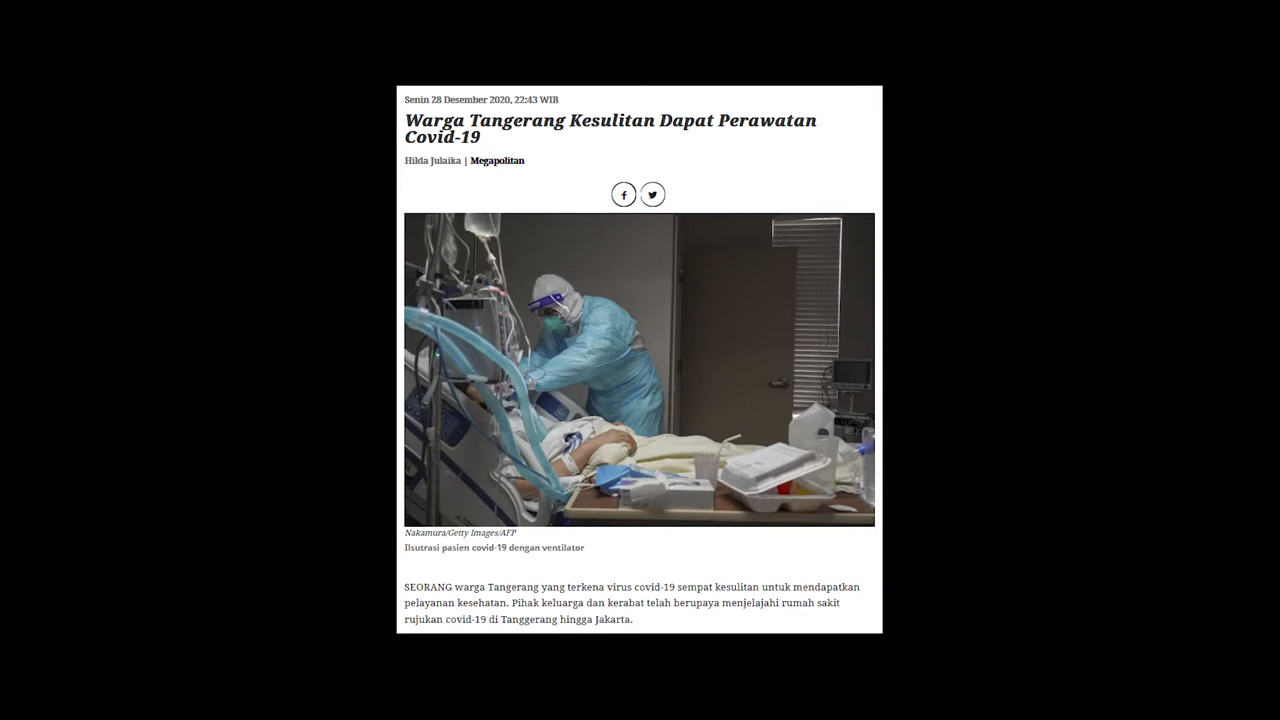 Senin 28 Desember 2020, 22:43 WIB
Warga Tangerang Kesulitan Dapat Perawatan
Covid-19
Hilda Julaika | Megapolitan
Nakamura/Getty Images/AFP
Ilsutrasi pasien covid-19 dengan ventilator
SEORANG warga Tangerang yang terkena virus covid-19 sempat kesulitan untuk mendapatkan
pelayanan kesehatan. Pihak keluarga dan kerabat telah berupaya menjelajahi rumah sakit
rujukan covid-19 di Tanggerang hingga Jakarta.